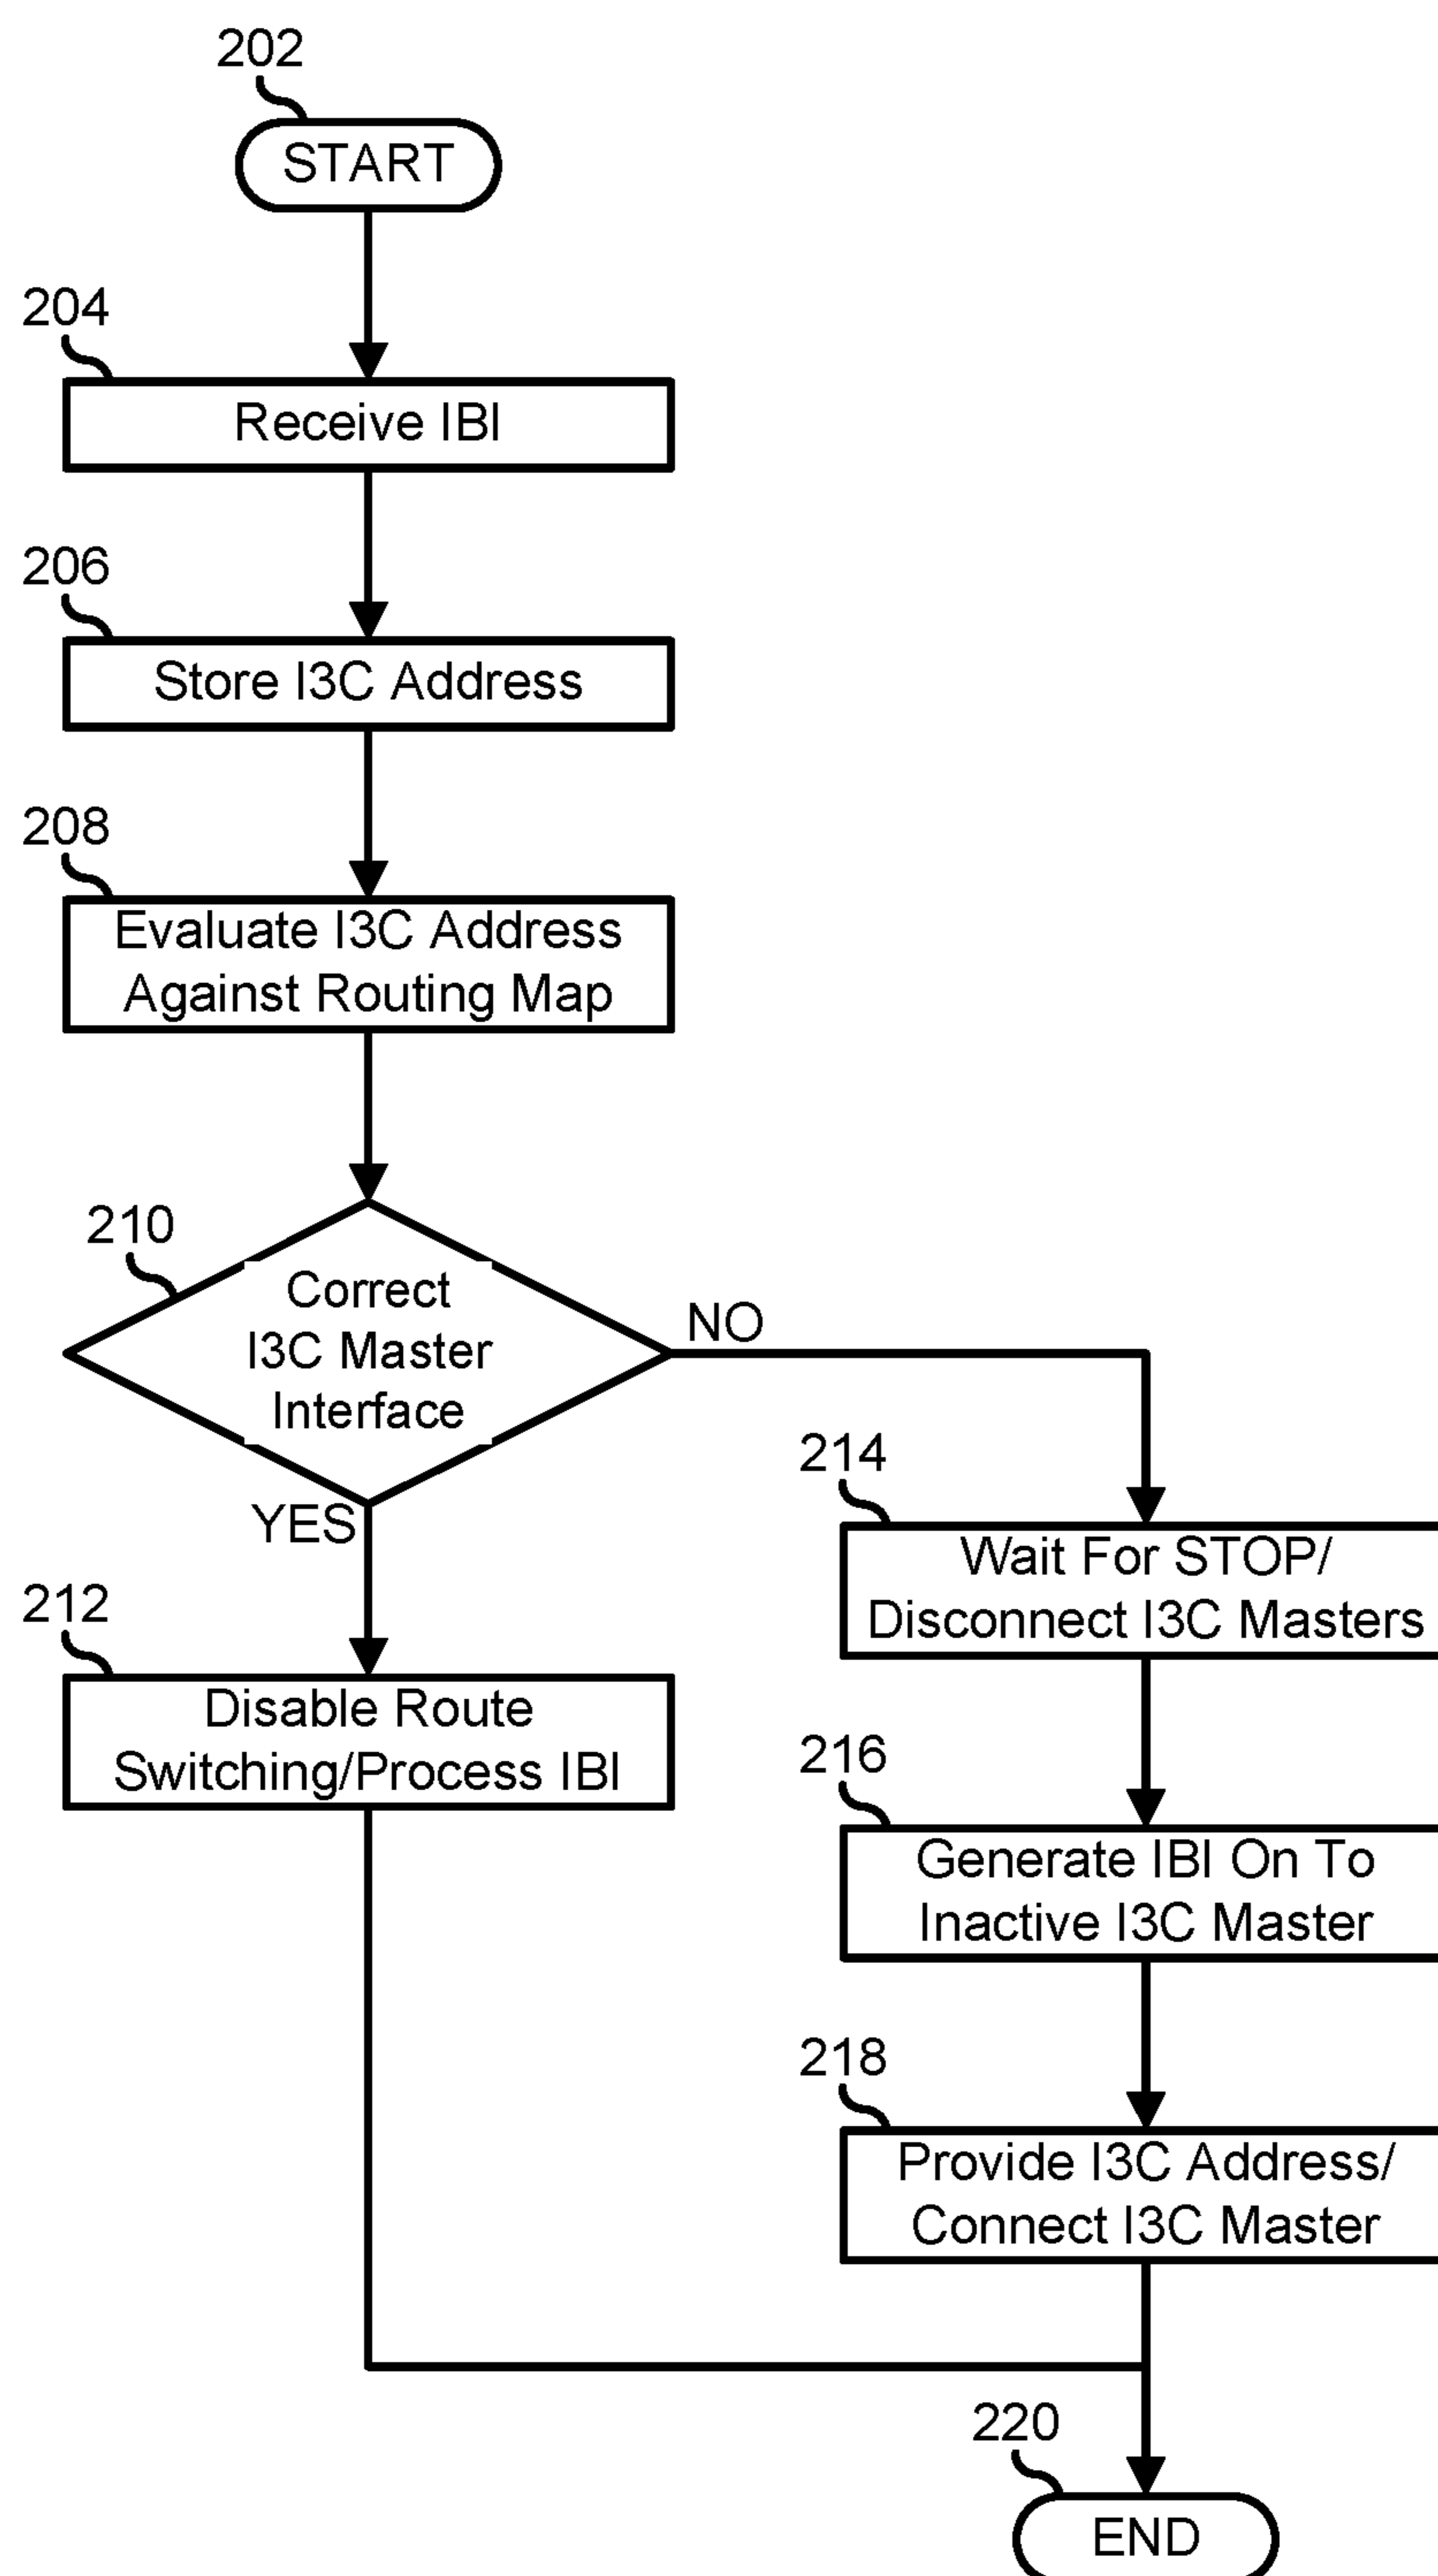 202
START
204
Receive IBI
206
Store I3C Address
208
Evaluate I3C Address
Against Routing Map
210
Correct
I3C Master
Interface
NO
YES
212
Disable Route
Switching/Process IBI
214
Wait For STOP/
Disconnect I3C Masters
216
Generate IBI On To
Inactive I3C Master
218
Provide I3C Address/
Connect I3C Master
220
END